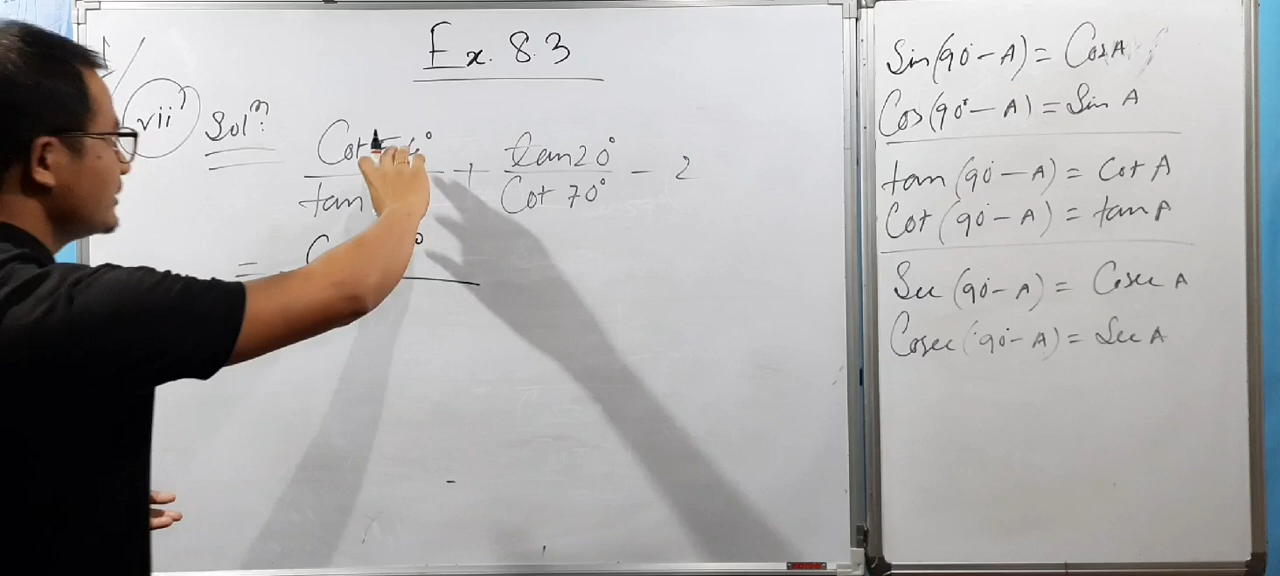 Ex. 8.3
vii) Solⁿ:
Cot 4° + tan20° - 2
tan Cot 70°
=
Sin(90°-A) = CosA
Cos(90°-A) = Sin A
tan(90°-A) = Cot A
Cot(90°-A) = tan A
Sec(90°-A) = Cosec A
Cosec(90°-A) = Sec A